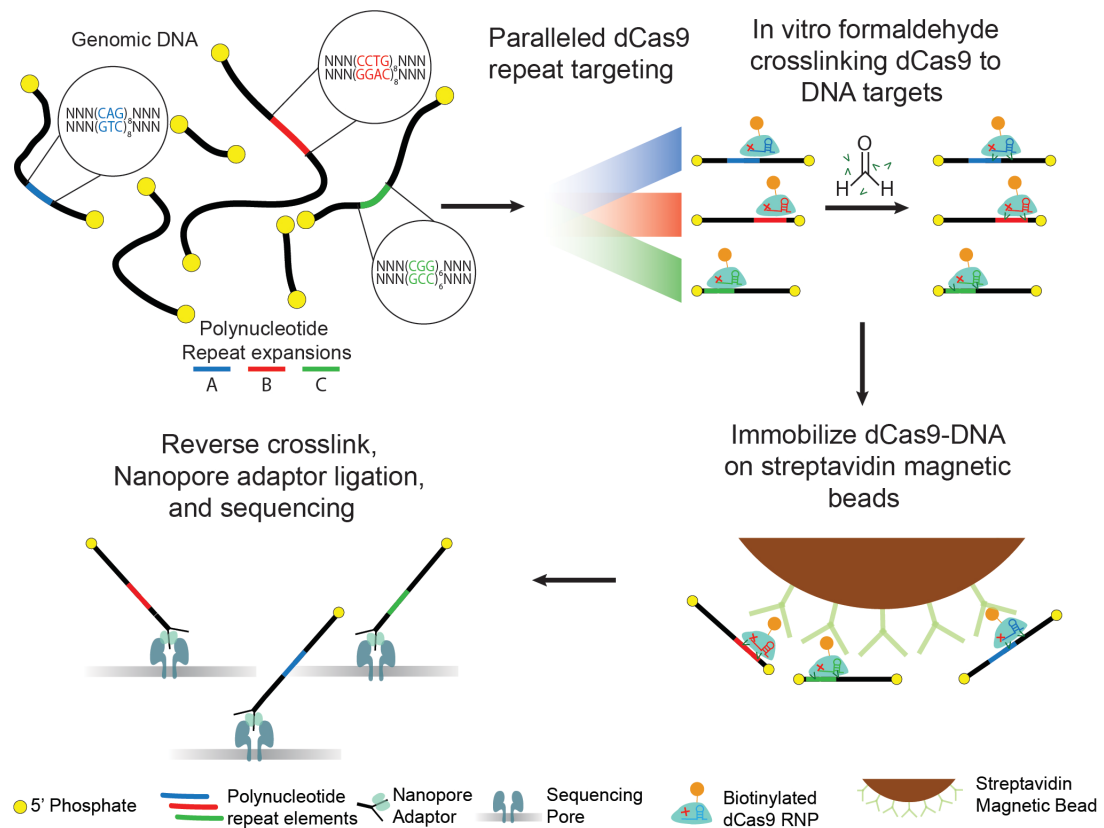 Genomic DNA
NNN(CAG)8NNN
NNN(GTC)8NNN
NNN(CCTG)8NNN
NNN(GGAC)8NNN
NNN(CGG)6NNN
NNN(GCC)6NNN
Polynucleotide
Repeat expansions
A B C
Paralleled dCas9
repeat targeting
In vitro formaldehyde
crosslinking dCas9 to
DNA targets
O
H H
Immobilize dCas9-DNA
on streptavidin magnetic
beads
Reverse crosslink,
Nanopore adaptor ligation,
and sequencing
5' Phosphate
Polynucleotide
repeat elements
Nanopore
Adaptor
Sequencing
Pore
Biotinylated
dCas9 RNP
Streptavidin
Magnetic Bead